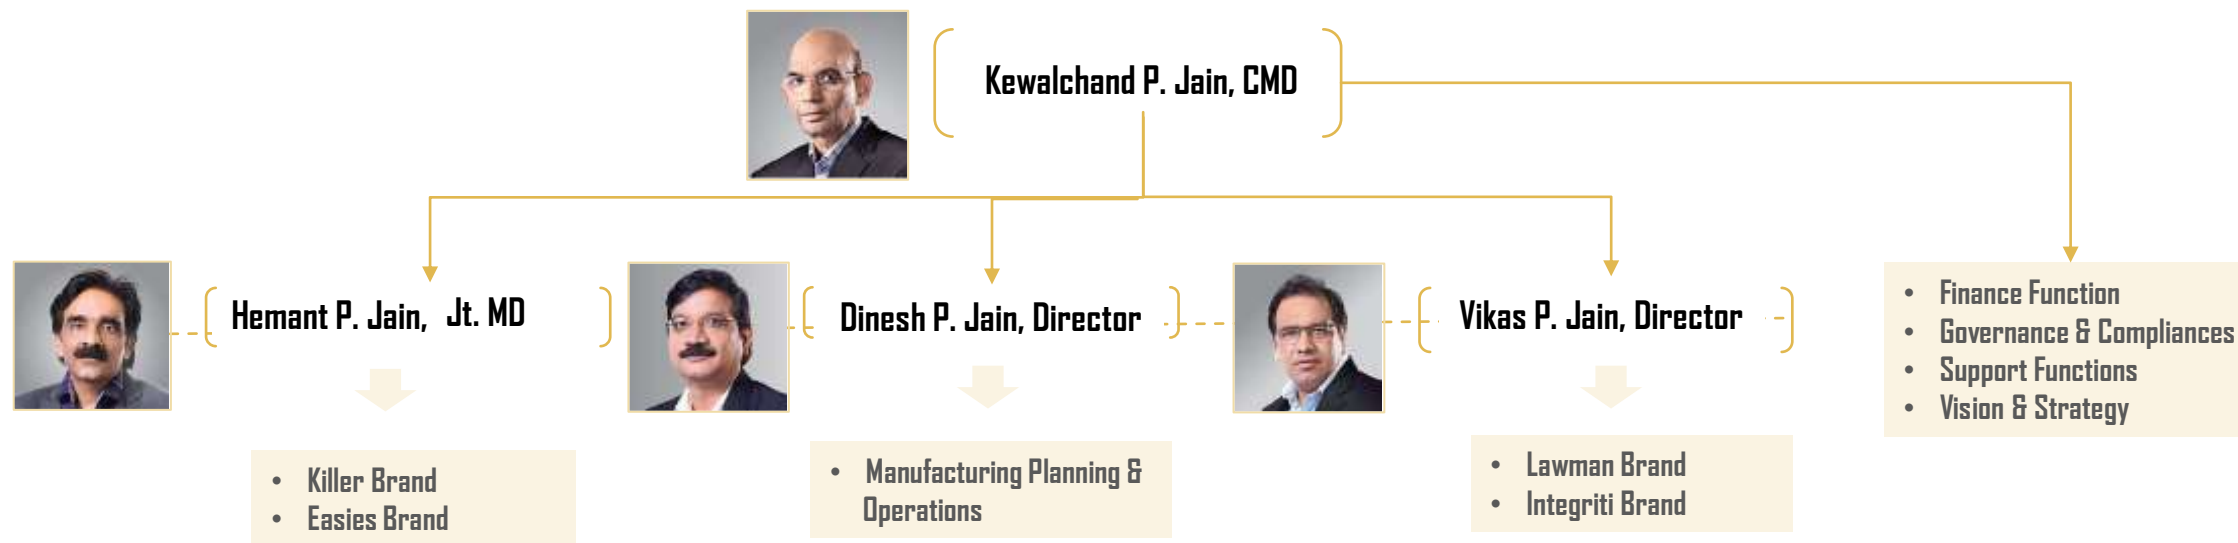 Kewalchand P. Jain, CMD
Hemant P. Jain, Jt. MD
Dinesh P. Jain, Director
Vikas P. Jain, Director
• Finance Function
• Governance & Compliances
• Support Functions
• Vision & Strategy
• Killer Brand
• Easies Brand
• Manufacturing Planning &
Operations
• Lawman Brand
• Integriti Brand